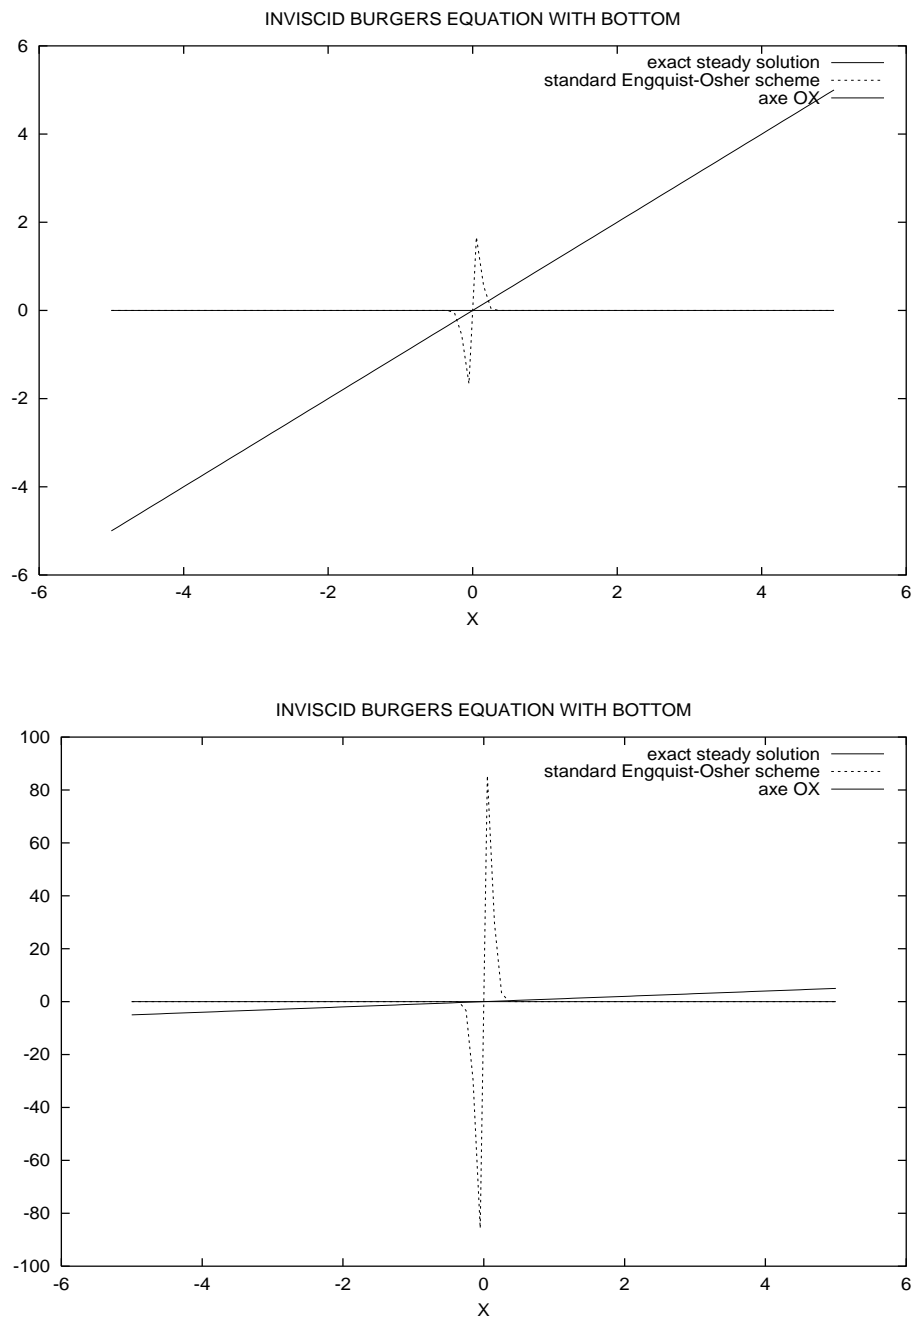 INVISCID BURGERS EQUATION WITH BOTTOM
6
exact steady solution
standard Engquist-Osher scheme
axe OX
4
2
0
-2
-4
-6
-6 -4 -2 0 2 4 6
X
INVISCID BURGERS EQUATION WITH BOTTOM
100
exact steady solution
standard Engquist-Osher scheme
axe OX
80
60
40
20
0
-20
-40
-60
-80
-100
-6 -4 -2 0 2 4 6
X